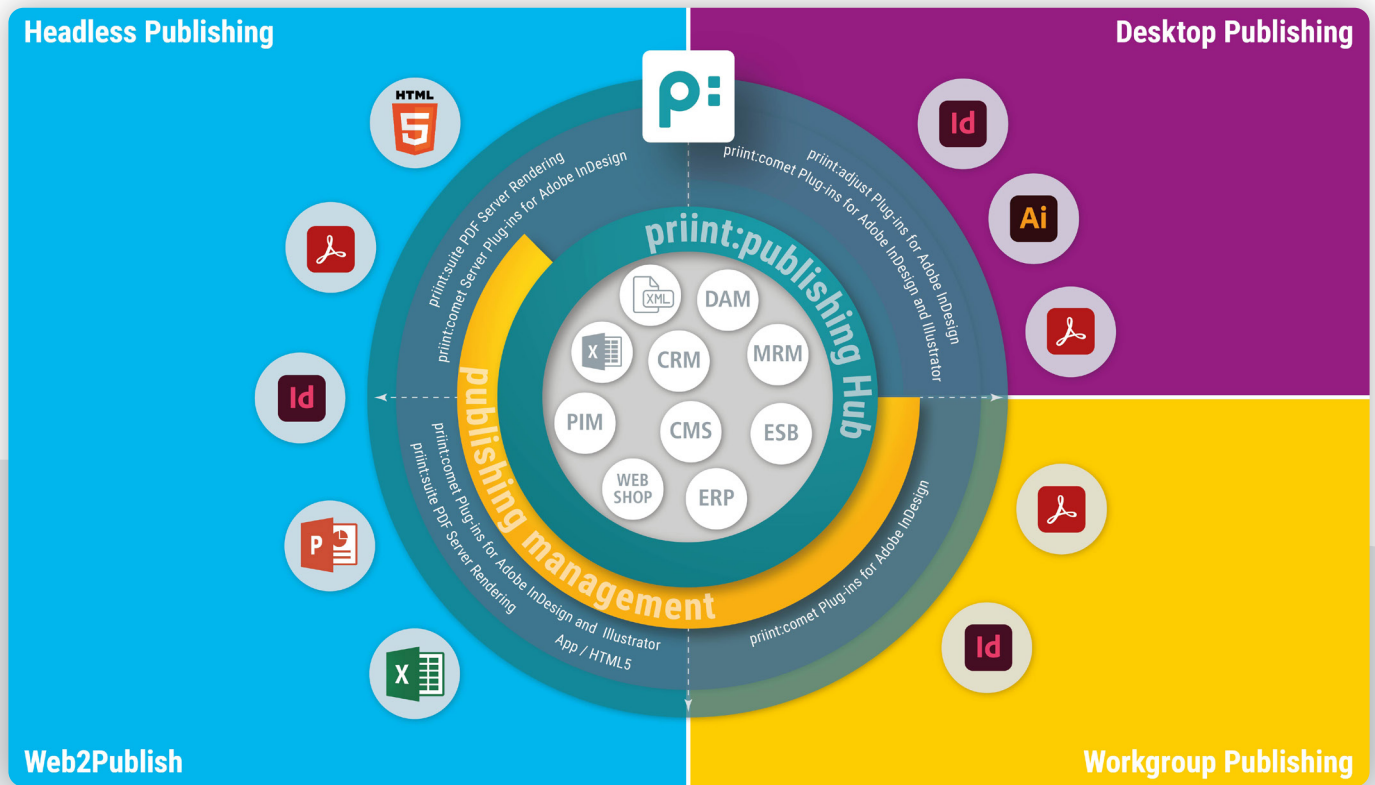 Headless Publishing
Desktop Publishing
p:
HTML
5
Id
Ai
Id
P
X
Id
priint:suite PDF Server Rendering
priint:comet Server Plug-ins for Adobe InDesign
priint:adjust Plug-ins for Adobe InDesign
priint:comet Plug-ins for Adobe InDesign and Illustrator
priint:publishing Hub
XML
DAM
X
CRM
MRM
PIM
CMS
ESB
WEB
SHOP
ERP
publishing management
priint:comet Plug-ins for Adobe InDesign and Illustrator
priint:suite PDF Server Rendering
App / HTML5
priint:comet Plug-ins for Adobe InDesign
Web2Publish
Workgroup Publishing